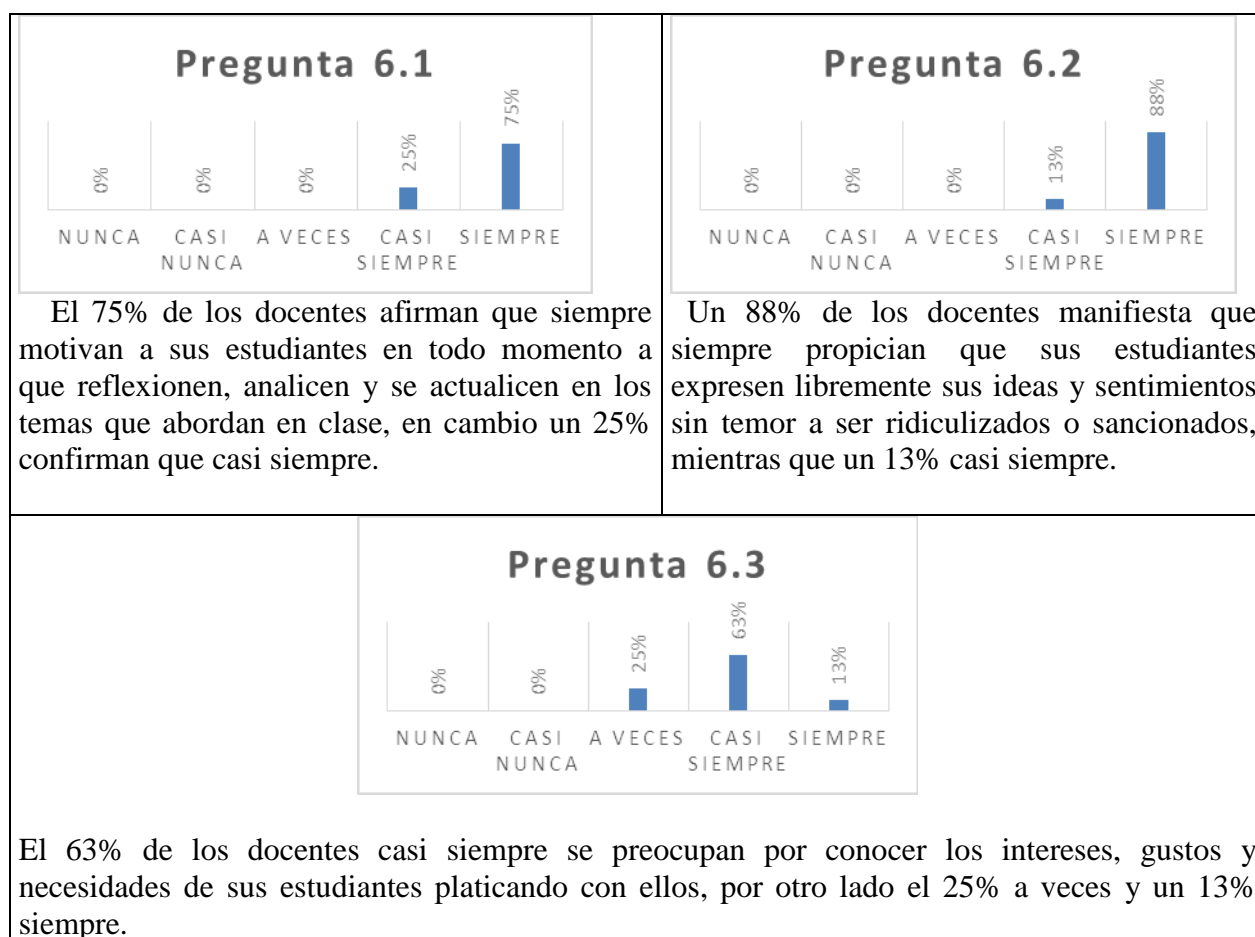 Pregunta 6.1
0%
0%
0%
25%
75%
NUNCA
CASI NUNCA
A VECES
CASI SIEMPRE
SIEMPRE
El 75% de los docentes afirman que siempre
motivan a sus estudiantes en todo momento a
que reflexionen, analicen y se actualicen en los
temas que abordan en clase, en cambio un 25%
confirman que casi siempre.
Pregunta 6.2
0%
0%
0%
13%
88%
NUNCA
CASI NUNCA
A VECES
CASI SIEMPRE
SIEMPRE
Un 88% de los docentes manifiesta que
siempre propician que sus estudiantes
expresen libremente sus ideas y sentimientos
sin temor a ser ridiculizados o sancionados,
mientras que un 13% casi siempre.
Pregunta 6.3
0%
0%
25%
63%
13%
NUNCA
CASI NUNCA
A VECES
CASI SIEMPRE
SIEMPRE
El 63% de los docentes casi siempre se preocupan por conocer los intereses, gustos y
necesidades de sus estudiantes platicando con ellos, por otro lado el 25% a veces y un 13%
siempre.